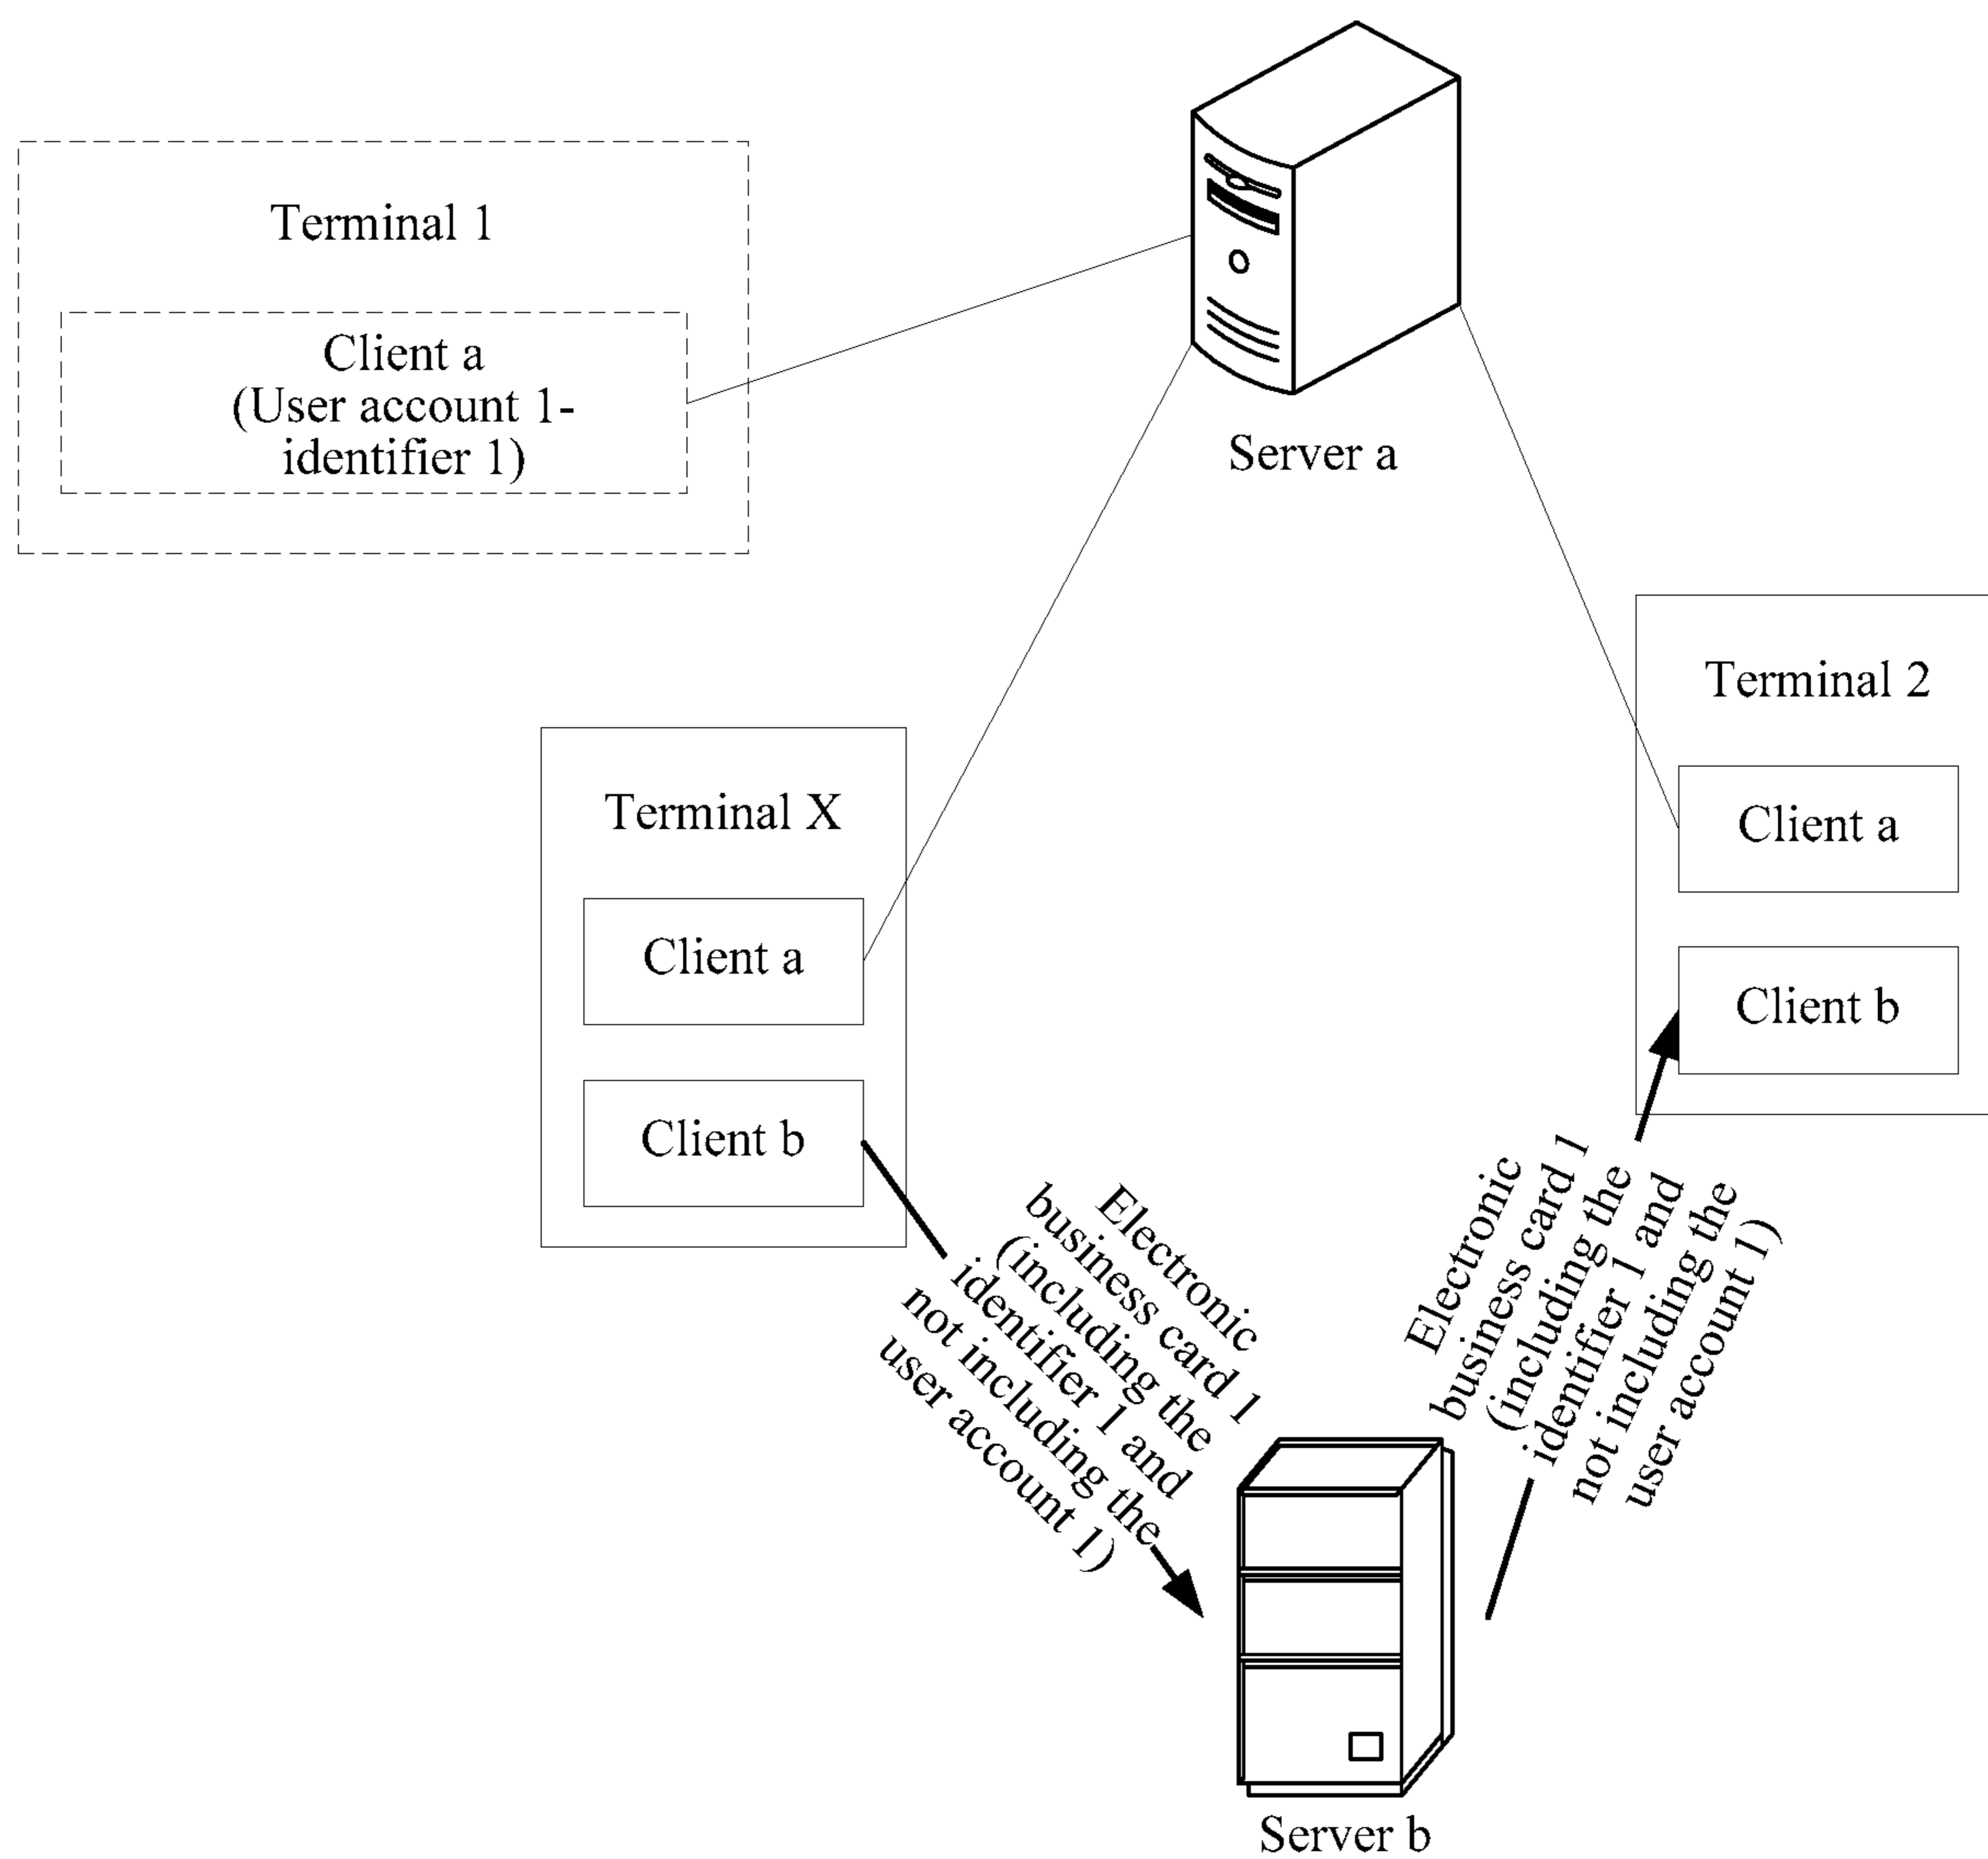 Terminal 1
Client a
(User account 1-
identifier 1)
Server a
Terminal 2
Client a
Client b
Terminal X
Client a
Client b
Electronic
business card 1
(including the
identifier 1 and
not including the
user account 1)
Electronic
business card 1
(including the
identifier 1 and
not including the
user account 1)
Server b